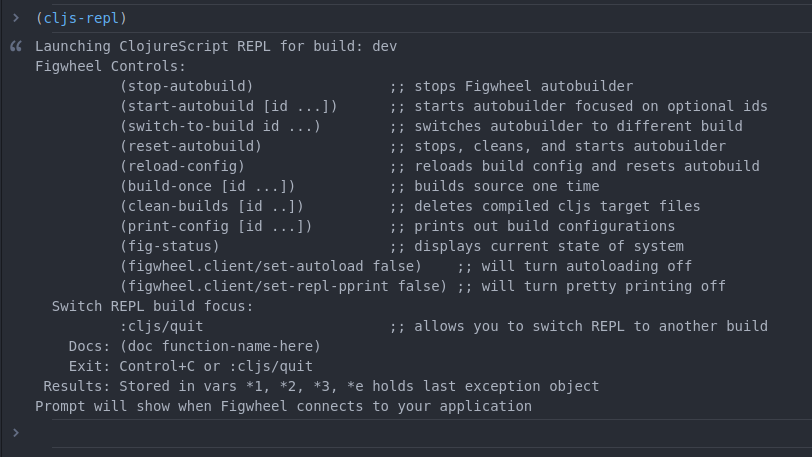 (cljs-repl)
Launching ClojureScript REPL for build: dev
Figwheel Controls:
          (stop-autobuild)                ;; stops Figwheel autobuilder
          (start-autobuild [id ...])      ;; starts autobuilder focused on optional ids
          (switch-to-build id ...)        ;; switches autobuilder to different build
          (reset-autobuild)               ;; stops, cleans, and starts autobuilder
          (reload-config)                 ;; reloads build config and resets autobuild
          (build-once [id ...])           ;; builds source one time
          (clean-builds [id ..])          ;; deletes compiled cljs target files
          (print-config [id ...])         ;; prints out build configurations
          (fig-status)                    ;; displays current state of system
          (figwheel.client/set-autoload false)    ;; will turn autoloading off
          (figwheel.client/set-repl-pprint false) ;; will turn pretty printing off
  Switch REPL build focus:
          :cljs/quit                      ;; allows you to switch REPL to another build
    Docs: (doc function-name-here)
    Exit: Control+C or :cljs/quit
 Results: Stored in vars *1, *2, *3, *e holds last exception object
Prompt will show when Figwheel connects to your application